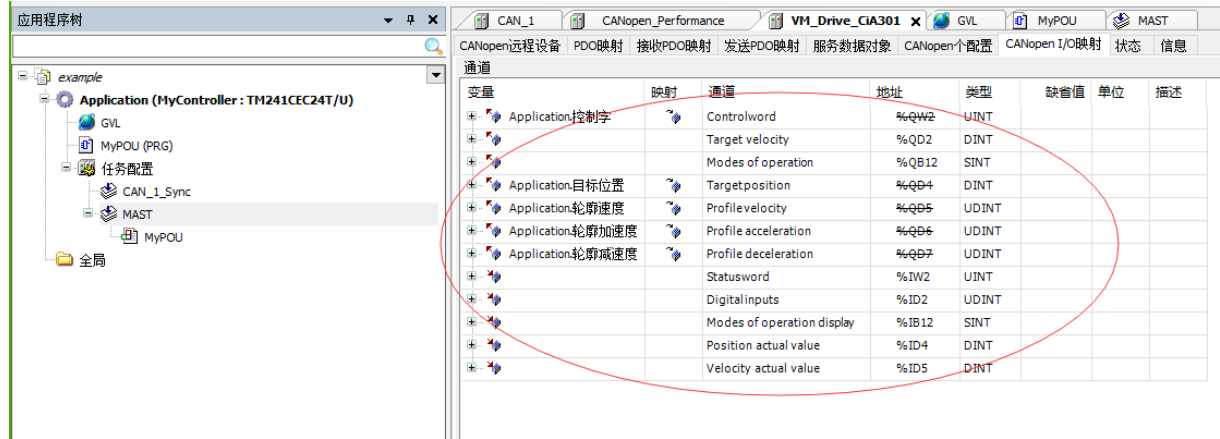 应用程序树
CAN_1 CANopen_Performance VM_Drive_CiA301 GVL MyPOU MAST
CANopen远程设备 PDO映射 接收PDO映射 发送PDO映射 服务数据对象 CANopen个配置 CANopen I/O映射 状态 信息
example
Application (MyController : TM241CEC24T/U)
GVL
MyPOU (PRG)
任务配置
CAN_1_Sync
MAST
MyPOU
全局
通道
变量 映射 通道 地址 类型 缺省值 单位 描述
Application.控制字 Controlword %QW2 UINT
Target velocity %QD2 DINT
Modes of operation %QB12 SINT
Application.目标位置 Targetposition %QD4 DINT
Application.轮廓速度 Profilevelocity %QD5 UDINT
Application.轮廓加速度 Profile acceleration %QD6 UDINT
Application.轮廓减速度 Profile deceleration %QD7 UDINT
Statusword %IW2 UINT
Digitalinputs %ID2 UDINT
Modes of operation display %IB12 SINT
Position actual value %ID4 DINT
Velocity actual value %ID5 DINT